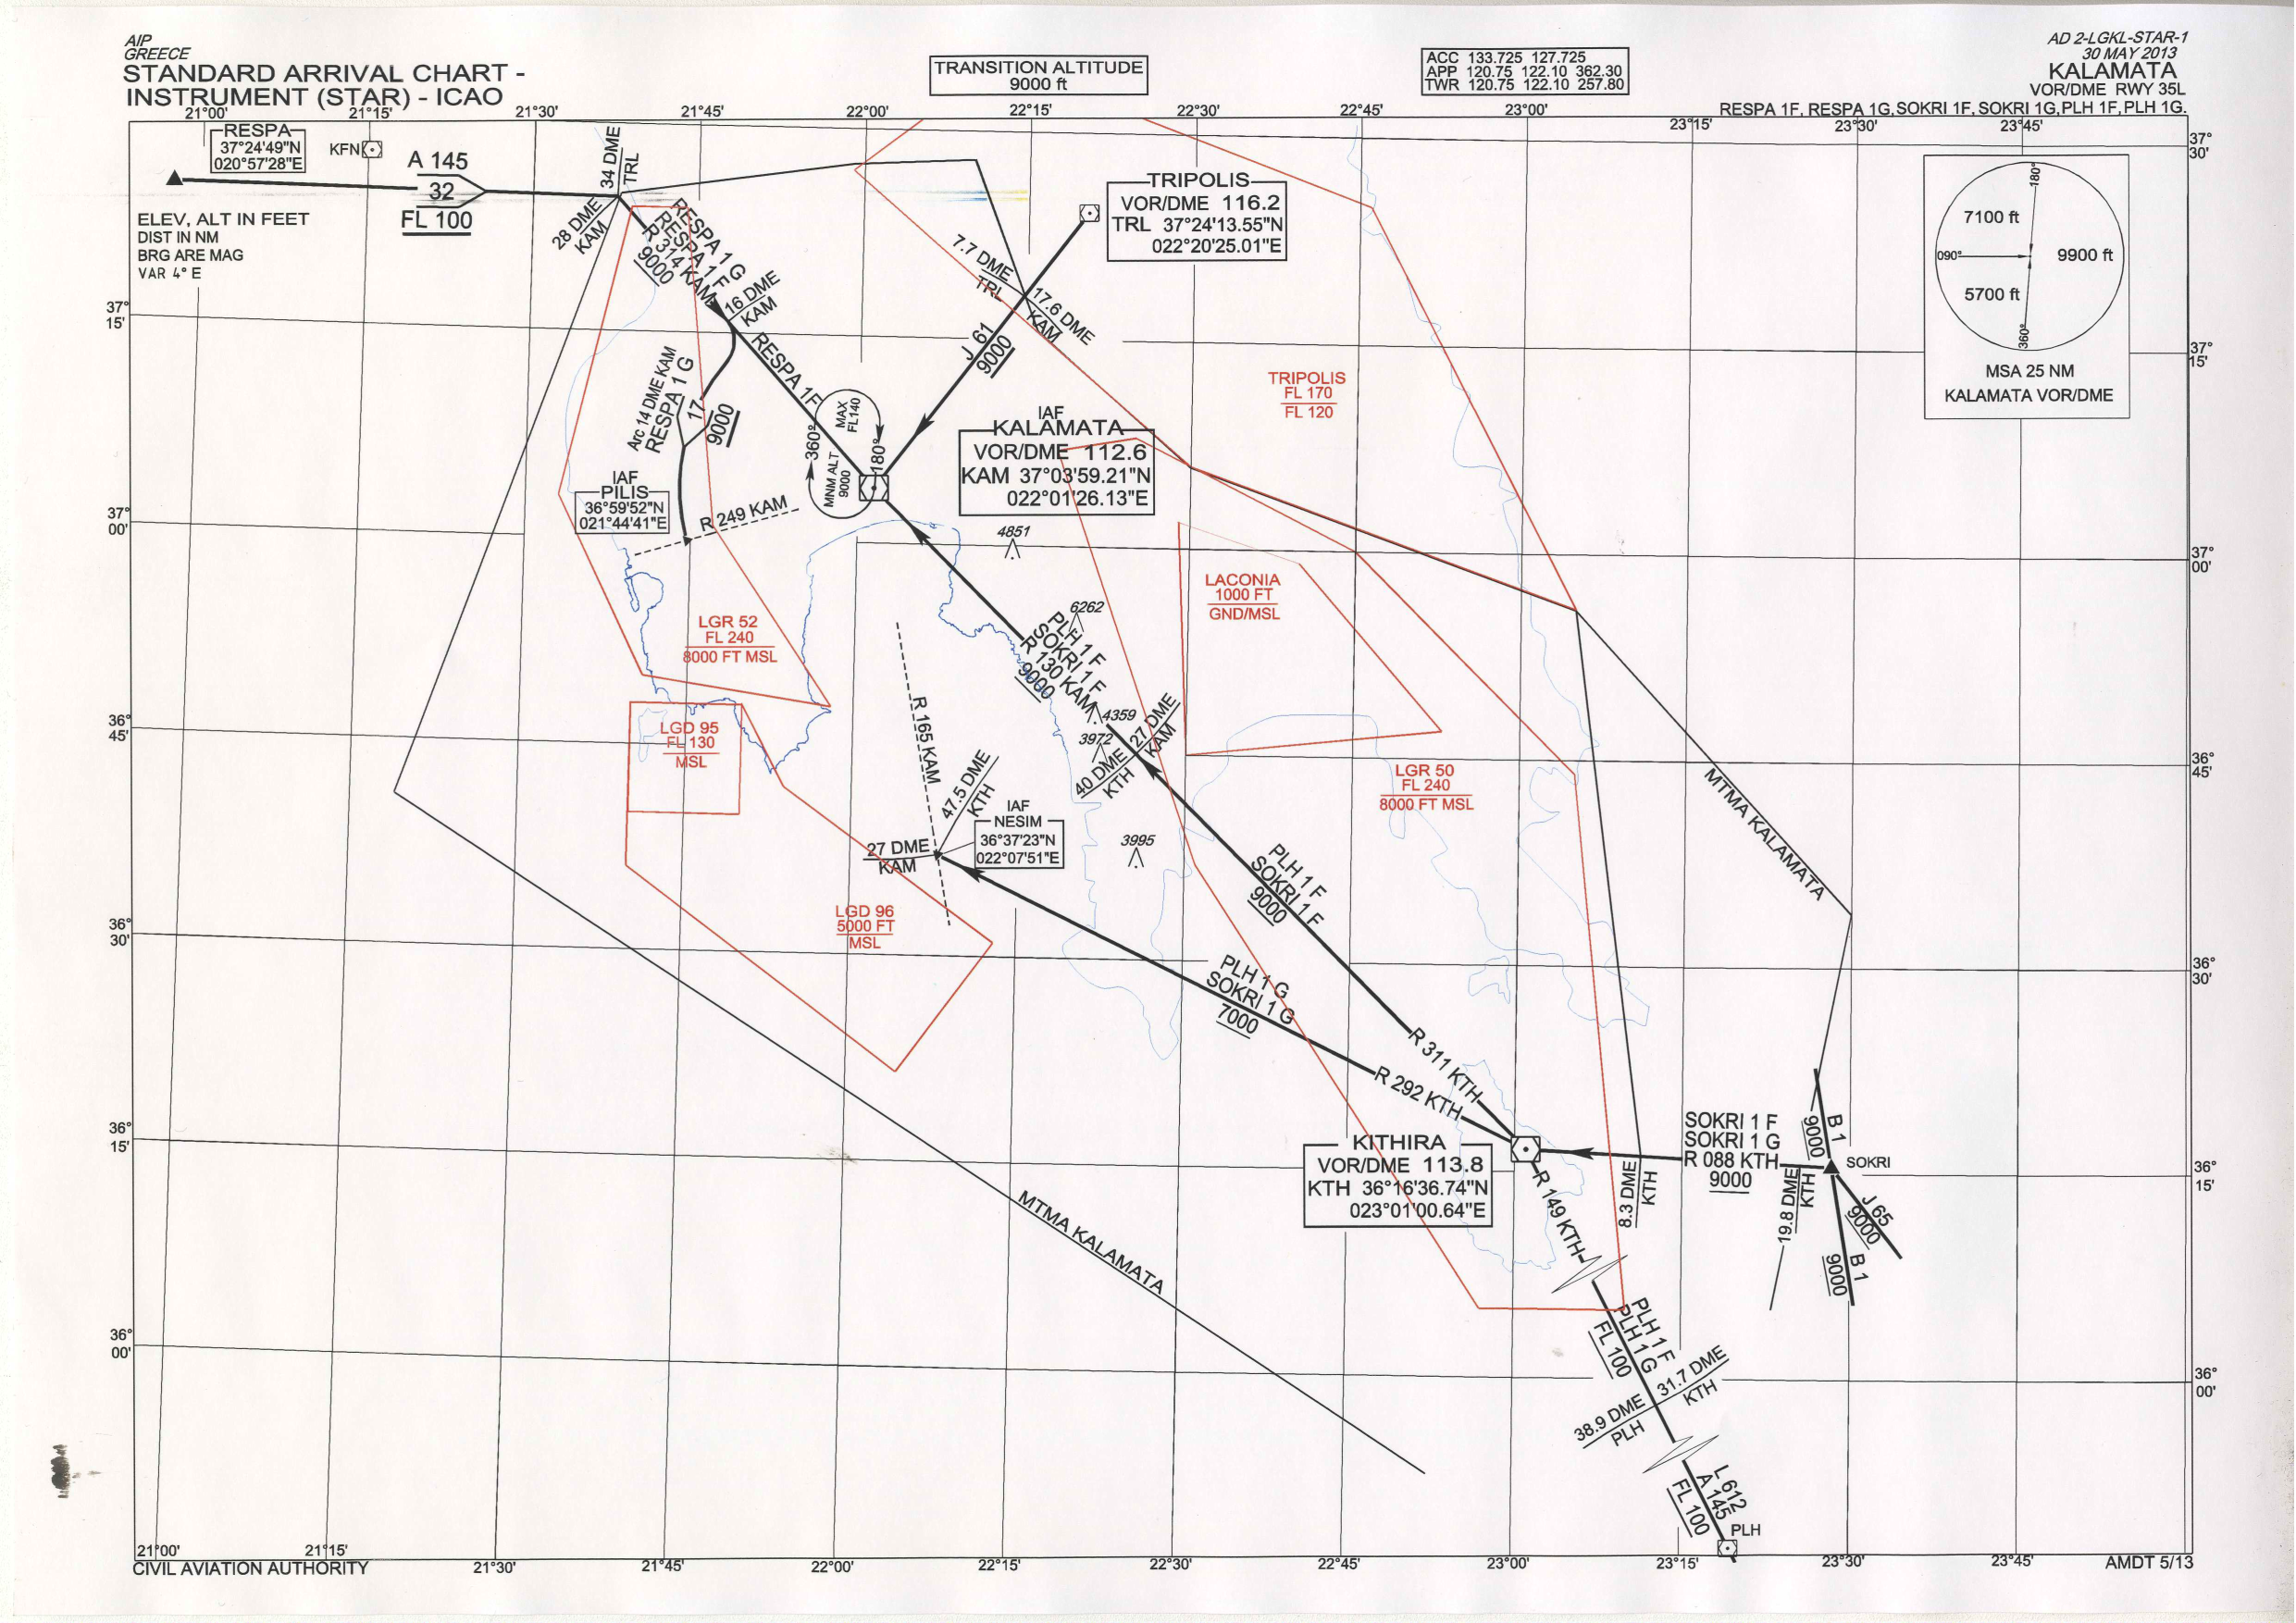 AIP
GREECE
STANDARD ARRIVAL CHART -
INSTRUMENT (STAR) - ICAO
TRANSITION ALTITUDE
9000 ft
ACC 133.725 127.725
APP 120.75 122.10 362.30
TWR 120.75 122.10 257.80
AD 2-LGKL-STAR-1
30 MAY 2013
KALAMATA
VOR/DME RWY 35L
RESPA 1F, RESPA 1G, SOKRI 1F, SOKRI 1G, PLH 1F, PLH 1G.
21°00'
21°15'
21°30'
21°45'
22°00'
22°15'
22°30'
22°45'
23°00'
23°15'
23°30'
23°45'
37°
30'
RESPA
37°24'49"N
020°57'28"E
KFN
A 145
32
FL 100
34 DME
TRL
28 DME
KAM
ELEV, ALT IN FEET
DIST IN NM
BRG ARE MAG
VAR 4° E
RESPA 1 G
RESPA 1 F
R 314 KAM
9000
16 DME
KAM
TRIPOLIS
VOR/DME 116.2
TRL 37°24'13.55"N
022°20'25.01"E
7.7 DME
TRL
17.6 DME
KAM
J 61
9000
180°
7100 ft
090°
9900 ft
5700 ft
360°
MSA 25 NM
KALAMATA VOR/DME
37°
15'
37°
15'
RESPA 1F
Arc 14 DME KAM
RESPA 1 G
17
9000
MAX
FL140
360°
180°
MNM ALT
9000
IAF
KALAMATA
VOR/DME 112.6
KAM 37°03'59.21"N
022°01'26.13"E
TRIPOLIS
FL 170
FL 120
IAF
PILIS
36°59'52"N
021°44'41"E
R 249 KAM
37°
00'
37°
00'
4851
6262
LACONIA
1000 FT
GND/MSL
LGR 52
FL 240
8000 FT MSL
PLH 1 F
SOKRI 1 F
R 130 KAM
9000
4359
3972
27 DME
KAM
40 DME
KTH
R 165 KAM
36°
45'
36°
45'
LGD 95
FL 130
MSL
LGR 50
FL 240
8000 FT MSL
MTMA KALAMATA
47.5 DME
KTH
IAF
NESIM
36°37'23"N
022°07'51"E
27 DME
KAM
3995
PLH 1 F
SOKRI 1 F
9000
LGD 96
5000 FT
MSL
36°
30'
36°
30'
PLH 1 G
SOKRI 1 G
7000
R 311 KTH
R 292 KTH
36°
15'
36°
15'
KITHIRA
VOR/DME 113.8
KTH 36°16'36.74"N
023°01'00.64"E
SOKRI 1 F
SOKRI 1 G
R 088 KTH
9000
8.3 DME
KTH
19.8 DME
KTH
SOKRI
B 1
9000
J 65
9000
B 1
9000
R 149 KTH
MTMA KALAMATA
PLH 1 F
PLH 1 G
FL 100
36°
00'
36°
00'
31.7 DME
KTH
38.9 DME
PLH
L 612
A 145
FL 100
PLH
21°00'
21°15'
21°30'
21°45'
22°00'
22°15'
22°30'
22°45'
23°00'
23°15'
23°30'
23°45'
CIVIL AVIATION AUTHORITY
AMDT 5/13